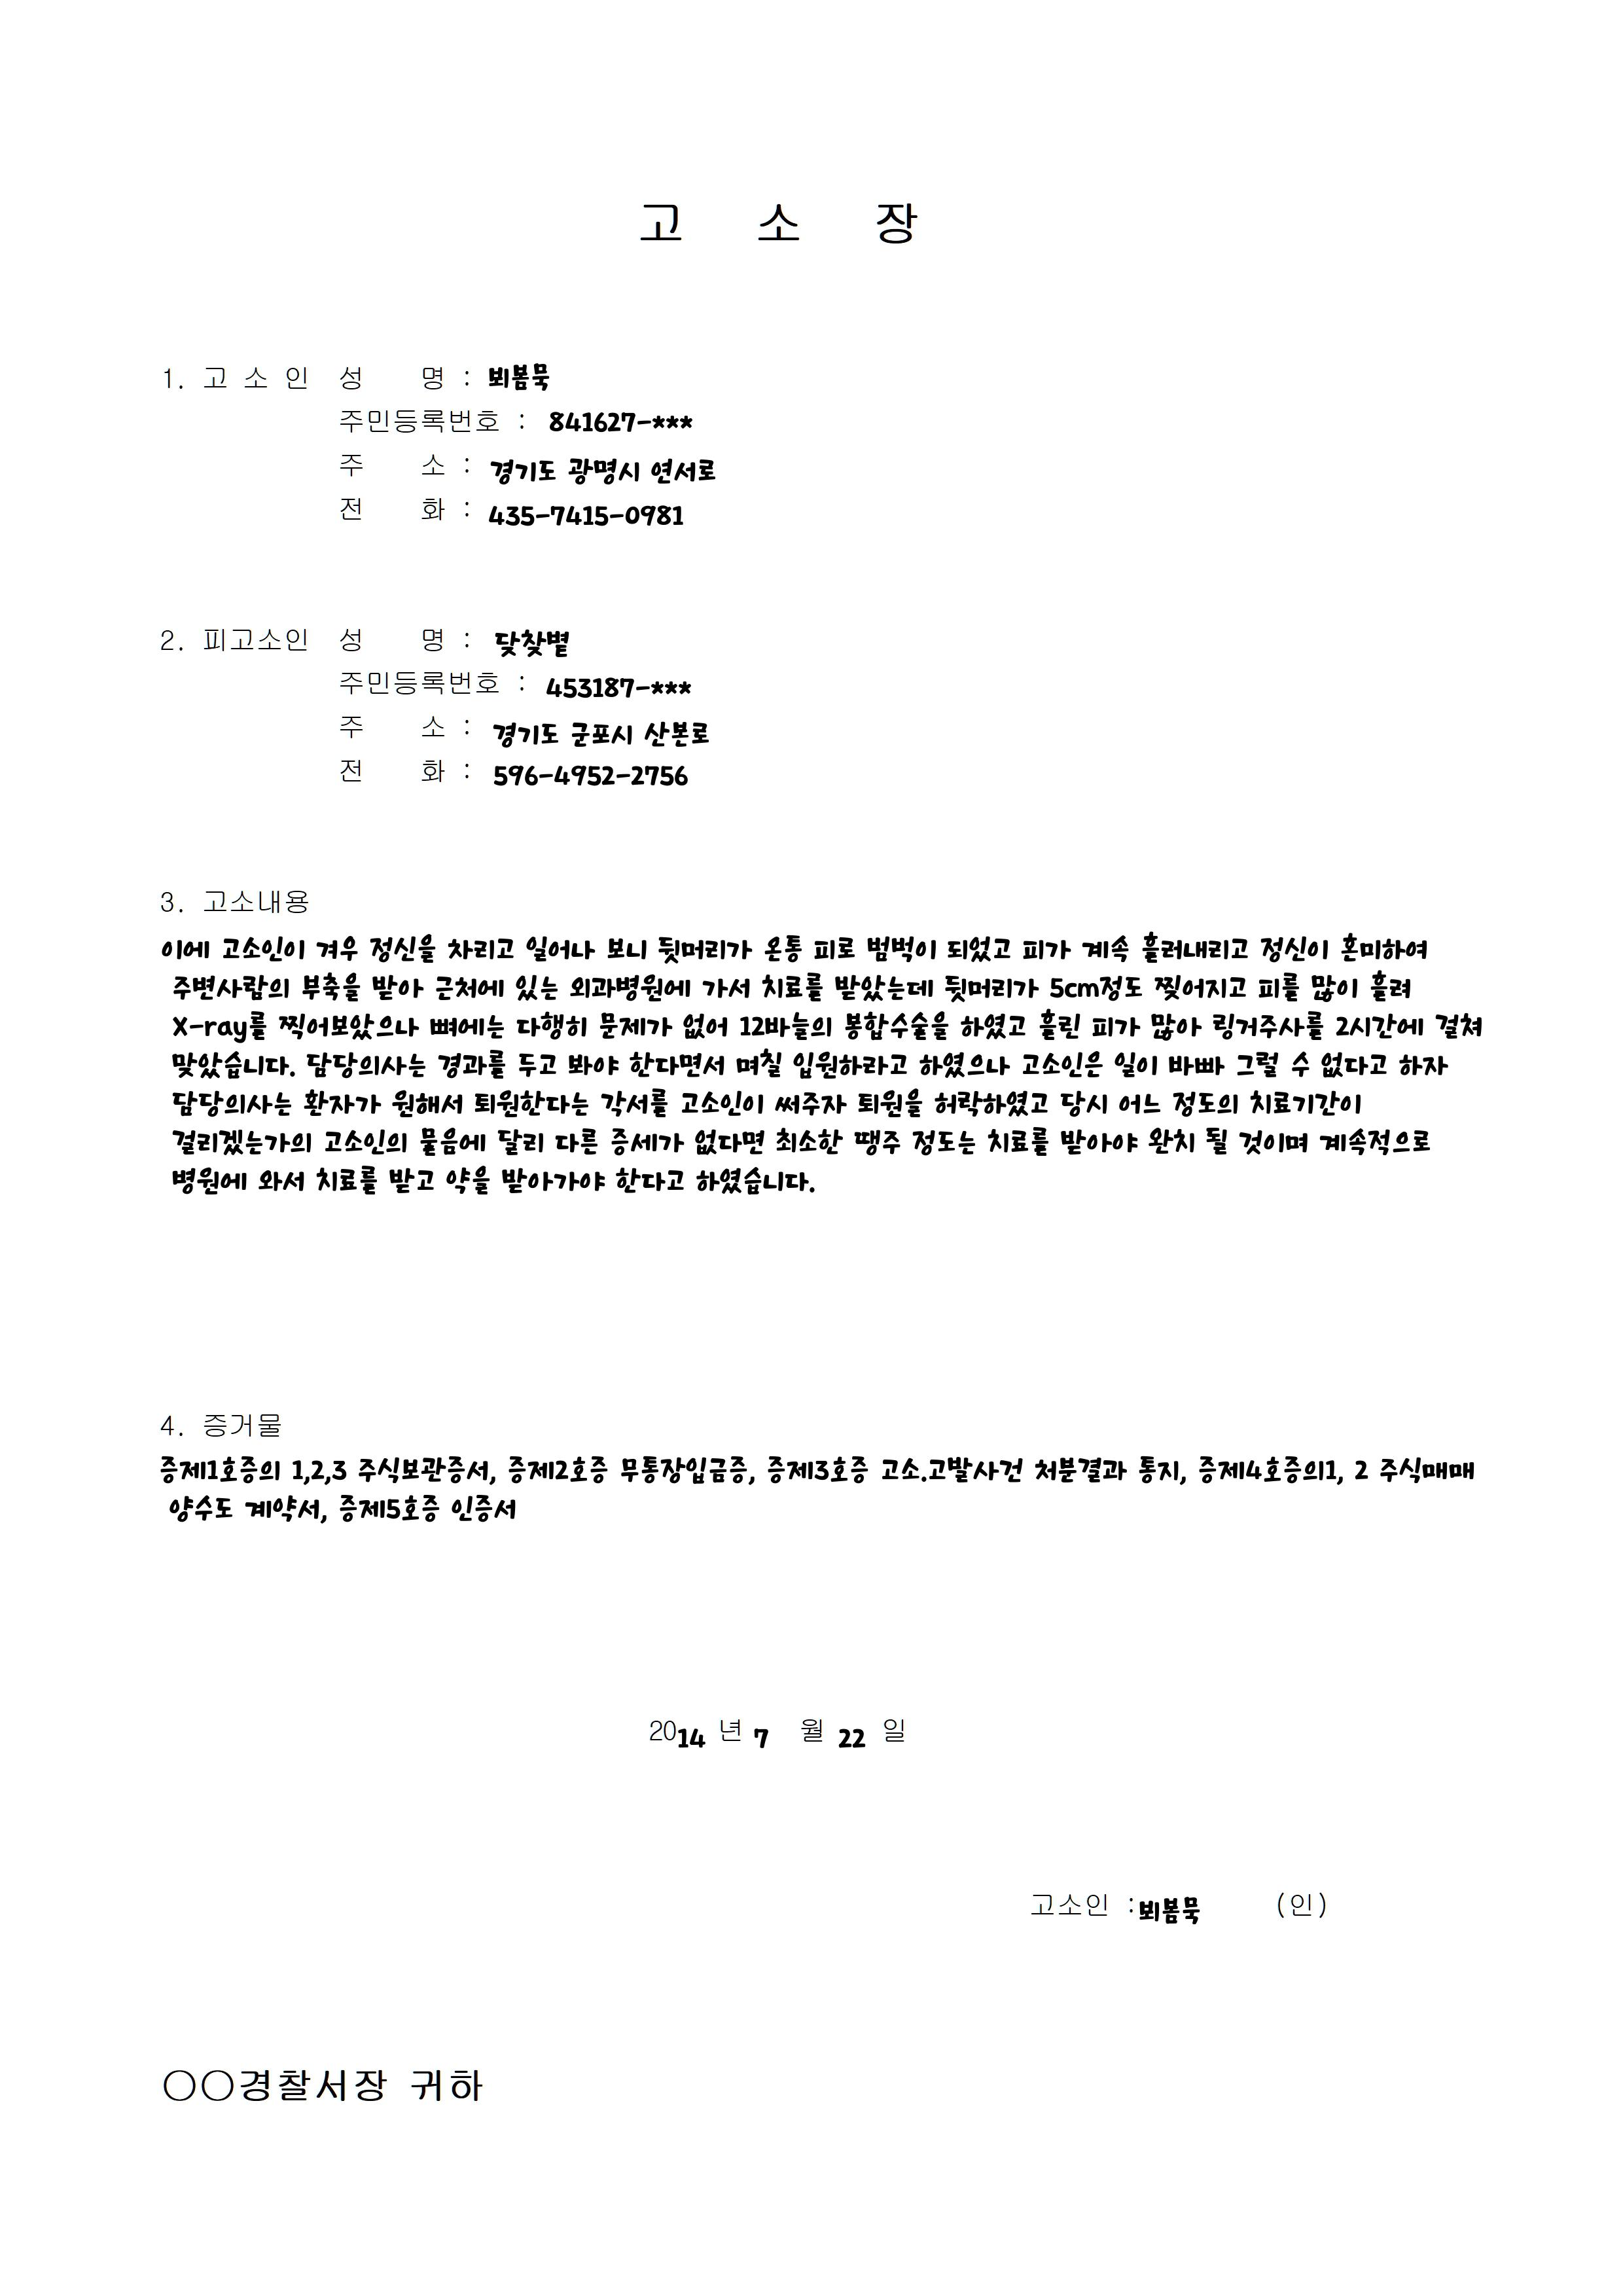 고 소 장
1. 고 소 인 성 명 : 뵈봄묵
주민등록번호 : 841627-***
주 소 : 경기도 광명시 연서로
전 화 : 435-7415-0981
2. 피고소인 성 명 : 닺찾볕
주민등록번호 : 453187-***
주 소 : 경기도 군포시 산본로
전 화 : 596-4952-2756
3. 고소내용
이에 고소인이 겨우 정신을 차리고 일어나 보니 뒷머리가 온통 피로 범벅이 되었고 피가 계속 흘러내리고 정신이 혼미하여
주변사람의 부축을 받아 근처에 있는 외과병원에 가서 치료를 받았는데 뒷머리가 5cm정도 찢어지고 피를 많이 흘려
X-ray를 찍어보았으나 뼈에는 다행히 문제가 없어 12바늘의 봉합수술을 하였고 흘린 피가 많아 링거주사를 2시간에 걸쳐
맞았습니다. 담당의사는 경과를 두고 봐야 한다면서 며칠 입원하라고 하였으나 고소인은 일이 바빠 그럴 수 없다고 하자
담당의사는 환자가 원해서 퇴원한다는 각서를 고소인이 써주자 퇴원을 허락하였고 당시 어느 정도의 치료기간이
걸리겠는가의 고소인의 물음에 달리 다른 증세가 없다면 최소한 땡주 정도는 치료를 받아야 완치 될 것이며 계속적으로
병원에 와서 치료를 받고 약을 받아가야 한다고 하였습니다.
4. 증거물
증제1호증의 1,2,3 주식보관증서, 증제2호증 무통장입금증, 증제3호증 고소.고발사건 처분결과 통지, 증제4호증의1, 2 주식매매
양수도 계약서, 증제5호증 인증서
2014 년 7 월 22 일
고소인 :뵈봄묵 (인)
○○경찰서장 귀하